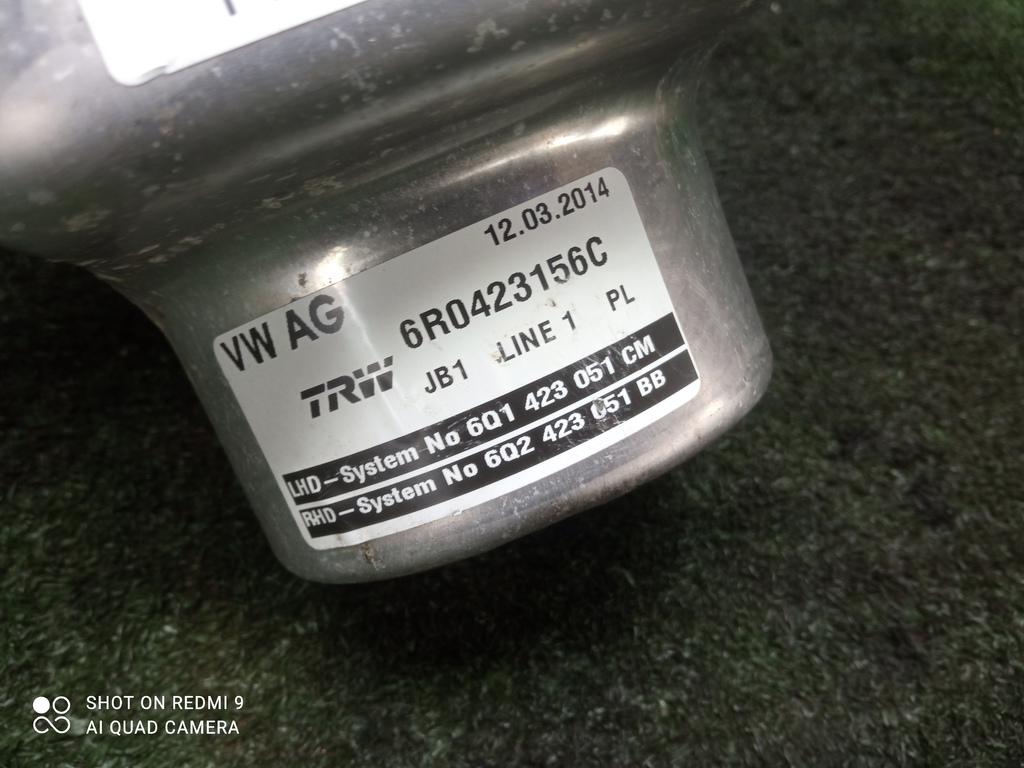 12.03.2014
VW AG 6R0423156C
TRW JB1 LINE 1 PL
LHD-System No 6Q1 423 051 CM
RHD-System No 6Q2 423 051 BB
SHOT ON REDMI 9
AI QUAD CAMERA